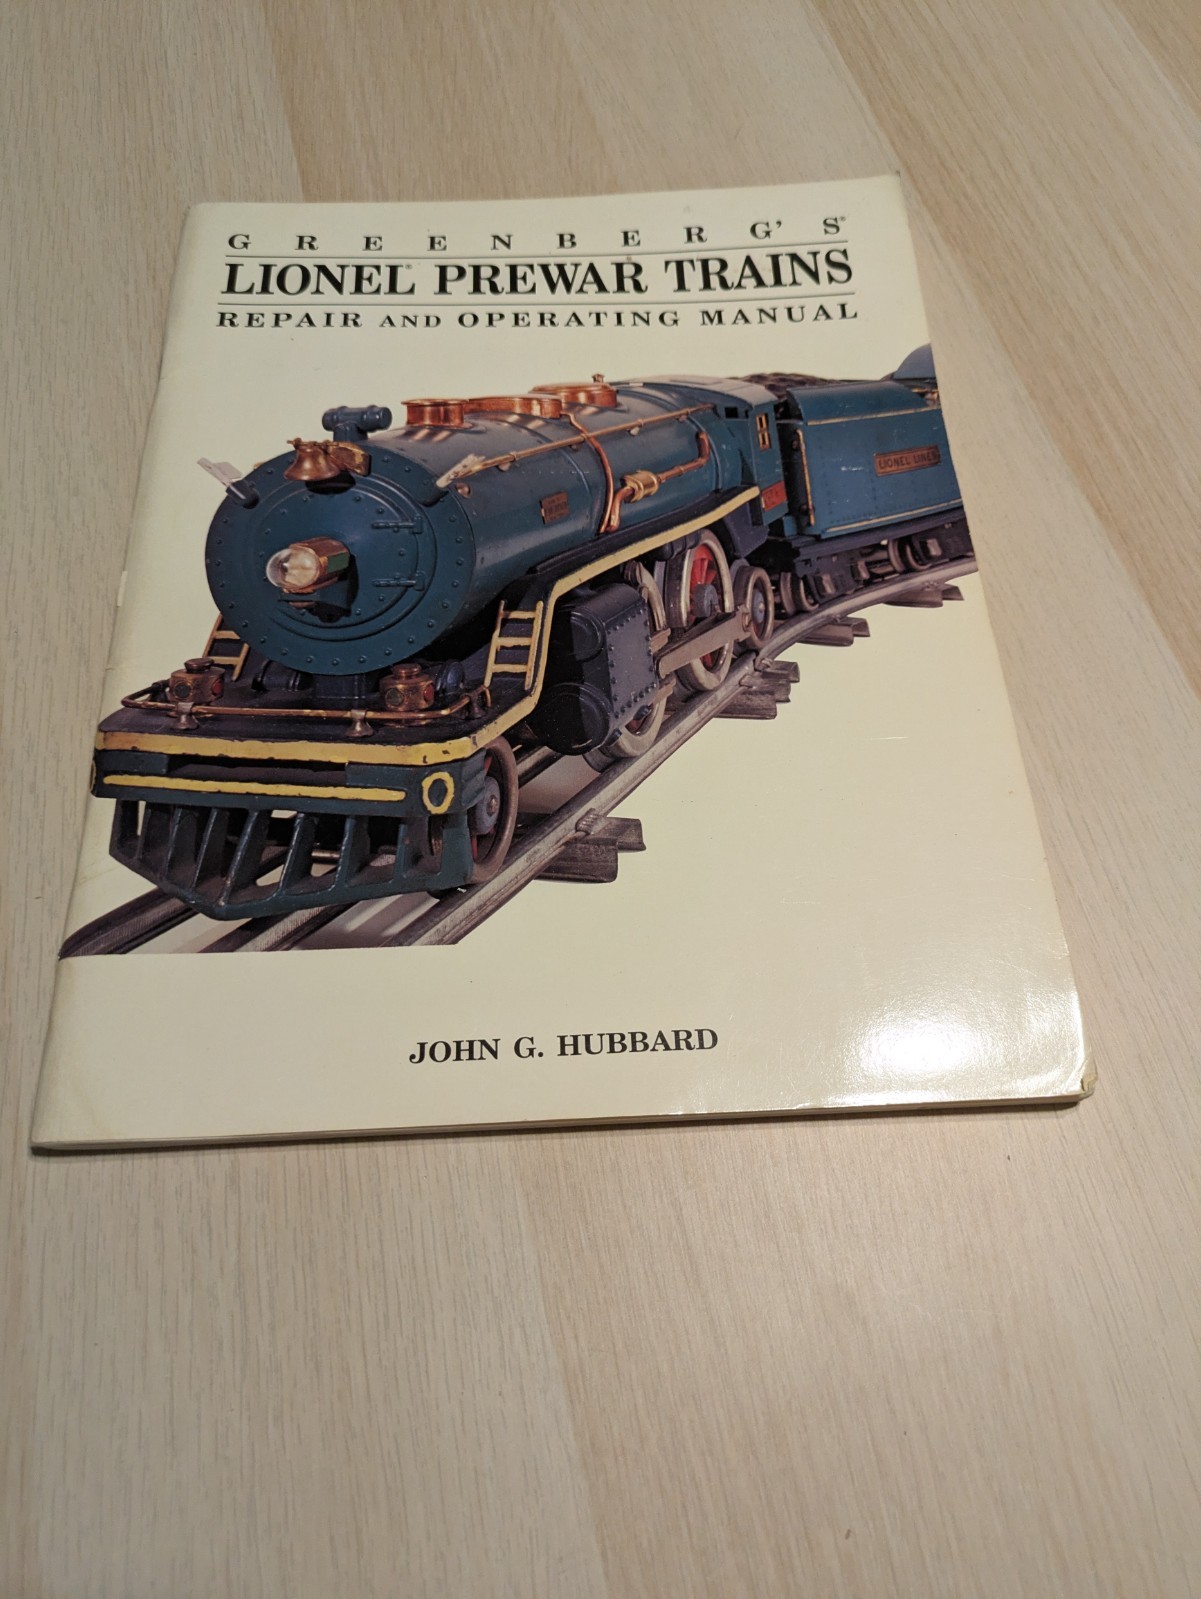 GREENBERG'S®
LIONEL® PREWAR TRAINS
REPAIR AND OPERATING MANUAL
LIONEL LINES
JOHN G. HUBBARD